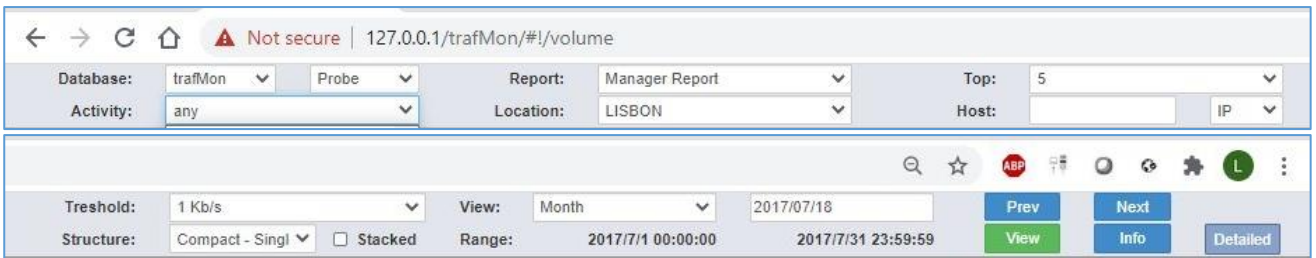 Not secure | 127.0.0.1/trafMon/#!/volume
Database: trafMon Probe Report: Manager Report Top: 5
Activity: any Location: LISBON Host: IP
ABP L
Treshold: 1 Kb/s View: Month 2017/07/18 Prev Next
Structure: Compact - Singl Stacked Range: 2017/7/1 00:00:00 2017/7/31 23:59:59 View Info Detailed